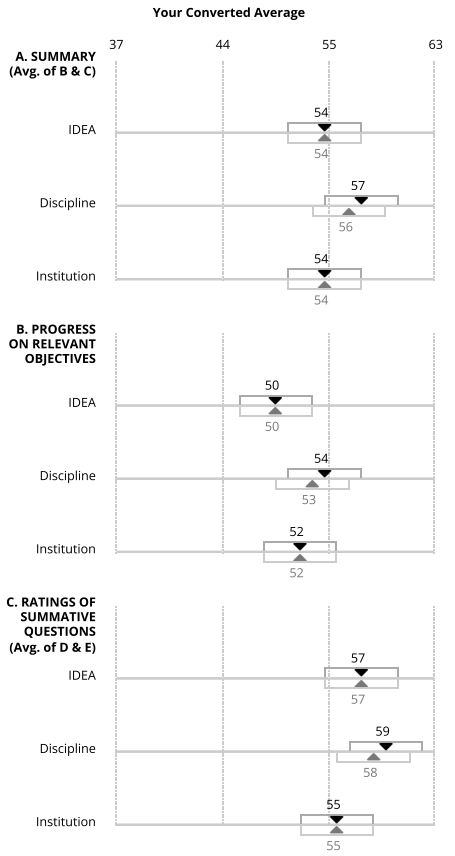 Your Converted Average
37 44 55 63
A. SUMMARY
(Avg. of B & C)
54
IDEA
54
57
Discipline
56
54
Institution
54
B. PROGRESS
ON RELEVANT
OBJECTIVES
50
IDEA
50
54
Discipline
53
52
Institution
52
C. RATINGS OF
SUMMATIVE
QUESTIONS
(Avg. of D & E)
57
IDEA
57
59
Discipline
58
55
Institution
55